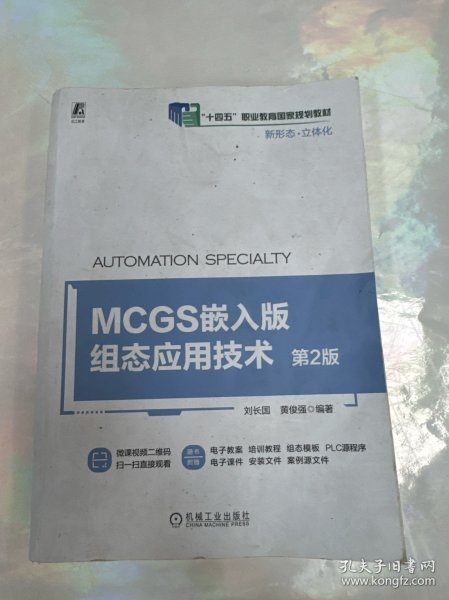 "十四五"职业教育国家规划教材
新形态·立体化
AUTOMATION SPECIALTY
MCGS嵌入版
组态应用技术 第2版
刘长国 黄俊强 编著
微课视频二维码
扫一扫直接观看
随书附赠
电子教案 培训教程 组态模板 PLC源程序
电子课件 安装文件 案例源文件
机械工业出版社
CHINA MACHINE PRESS
孔夫子旧书网
www.kongfz.com